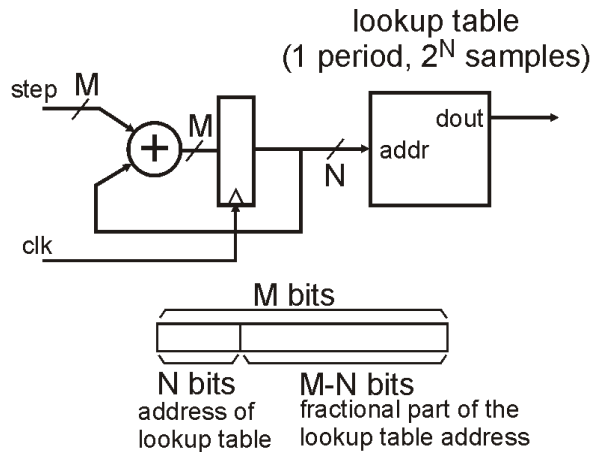 lookup table
(1 period, 2^N samples)
step M
M
dout
+
addr
N
clk
M bits
N bits
address of
lookup table
M-N bits
fractional part of the
lookup table address